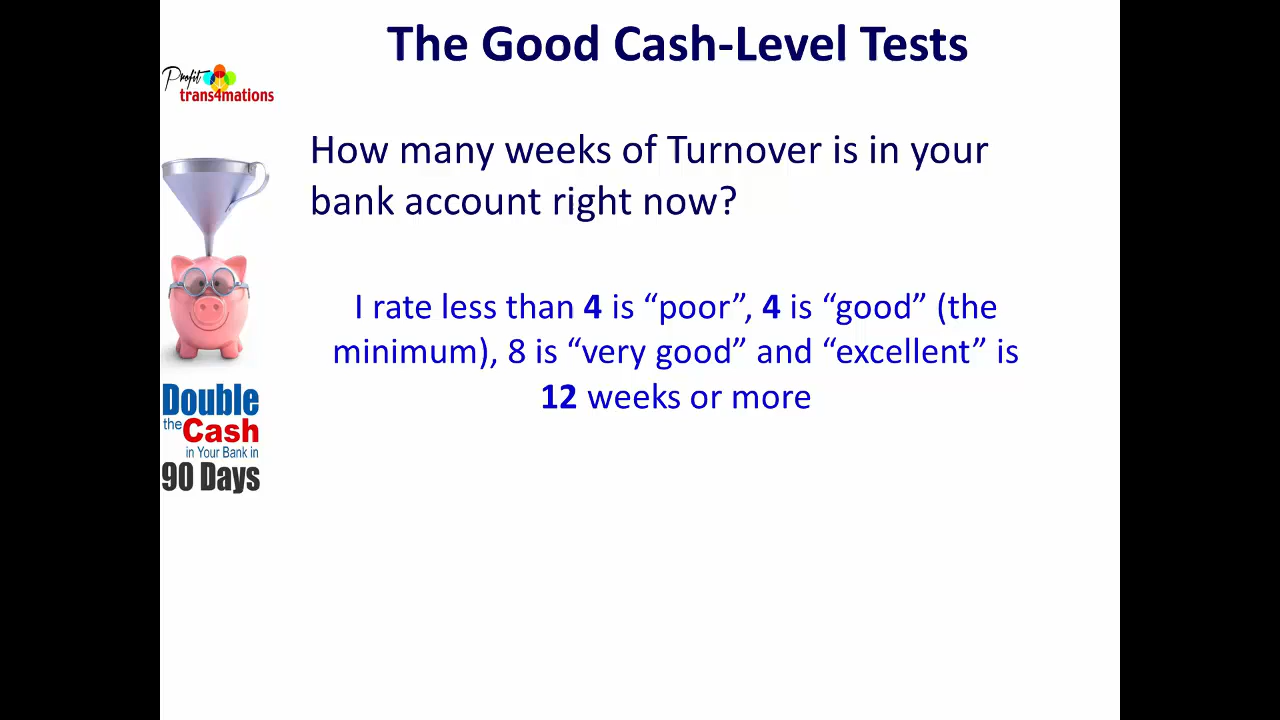 The Good Cash-Level Tests
Profit
trans4mations
How many weeks of Turnover is in your
bank account right now?
I rate less than 4 is “poor”, 4 is “good” (the
minimum), 8 is “very good” and “excellent” is
12 weeks or more
Double
the Cash
in Your Bank in
90 Days